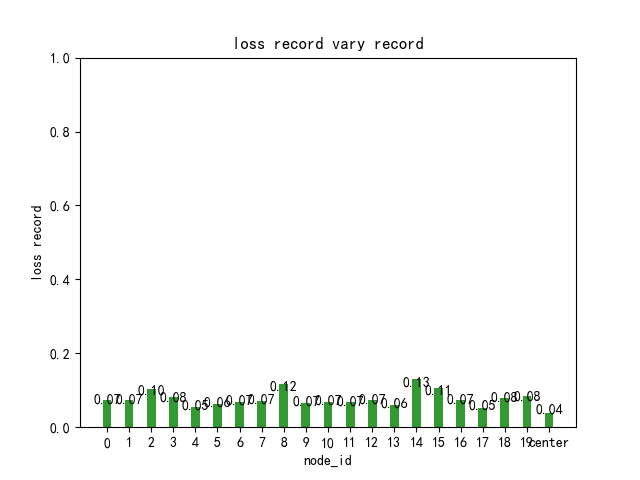 loss record vary record
1.0
0.8
0.6
0.4
0.2
0.0
loss record
0.07 0.07 0.10 0.08 0.05 0.06 0.07 0.07 0.12 0.07 0.07 0.07 0.07 0.06 0.13 0.11 0.07 0.05 0.08 0.08 0.04
0 1 2 3 4 5 6 7 8 9 10 11 12 13 14 15 16 17 18 19 center
node_id